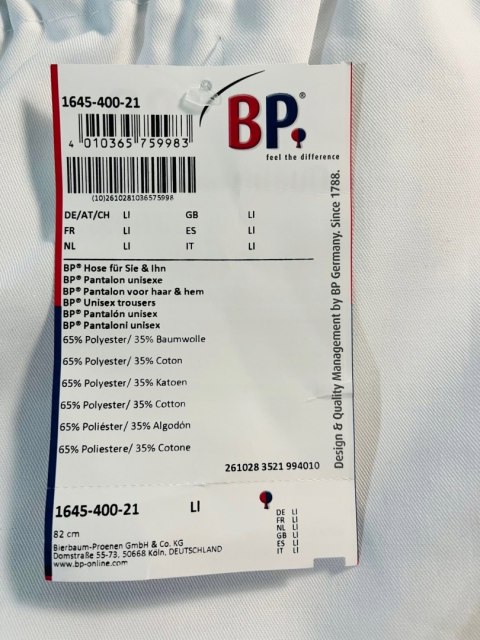 1645-400-21
BP®
feel the difference
4 010365 759983
(10)2610281036575998
DE/AT/CH LI GB LI
FR LI ES LI
NL LI IT LI
BP® Hose für Sie & Ihn
BP® Pantalon unisexe
BP® Pantalon voor haar & hem
BP® Unisex trousers
BP® Pantalón unisex
BP® Pantaloni unisex
65% Polyester/ 35% Baumwolle
65% Polyester/ 35% Coton
65% Polyester/ 35% Katoen
65% Polyester/ 35% Cotton
65% Poliéster/ 35% Algodón
65% Poliestere/ 35% Cotone
261028 3521 994010
Design & Quality Management by BP Germany. Since 1788.
1645-400-21 LI
DE LI
FR LI
NL LI
GB LI
ES LI
IT LI
82 cm
Bierbaum-Proenen GmbH & Co. KG
Domstraße 55-73, 50668 Köln, DEUTSCHLAND
www.bp-online.com